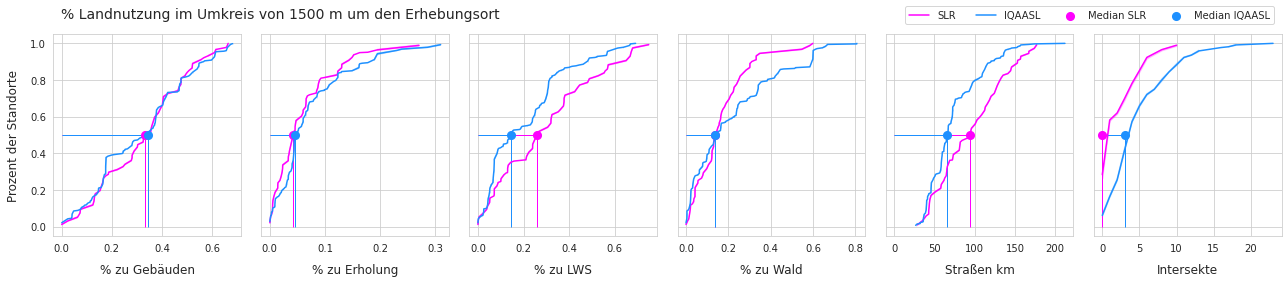 % Landnutzung im Umkreis von 1500 m um den Erhebungsort
SLR IQAASL Median SLR Median IQAASL
Prozent der Standorte
1.0
0.8
0.6
0.4
0.2
0.0
0.0 0.2 0.4 0.6
0.0 0.1 0.2 0.3
0.0 0.2 0.4 0.6
0.0 0.2 0.4 0.6 0.8
0 50 100 150 200
0 10 20
% zu Gebäuden
% zu Erholung
% zu LWS
% zu Wald
Straßen km
Intersekte